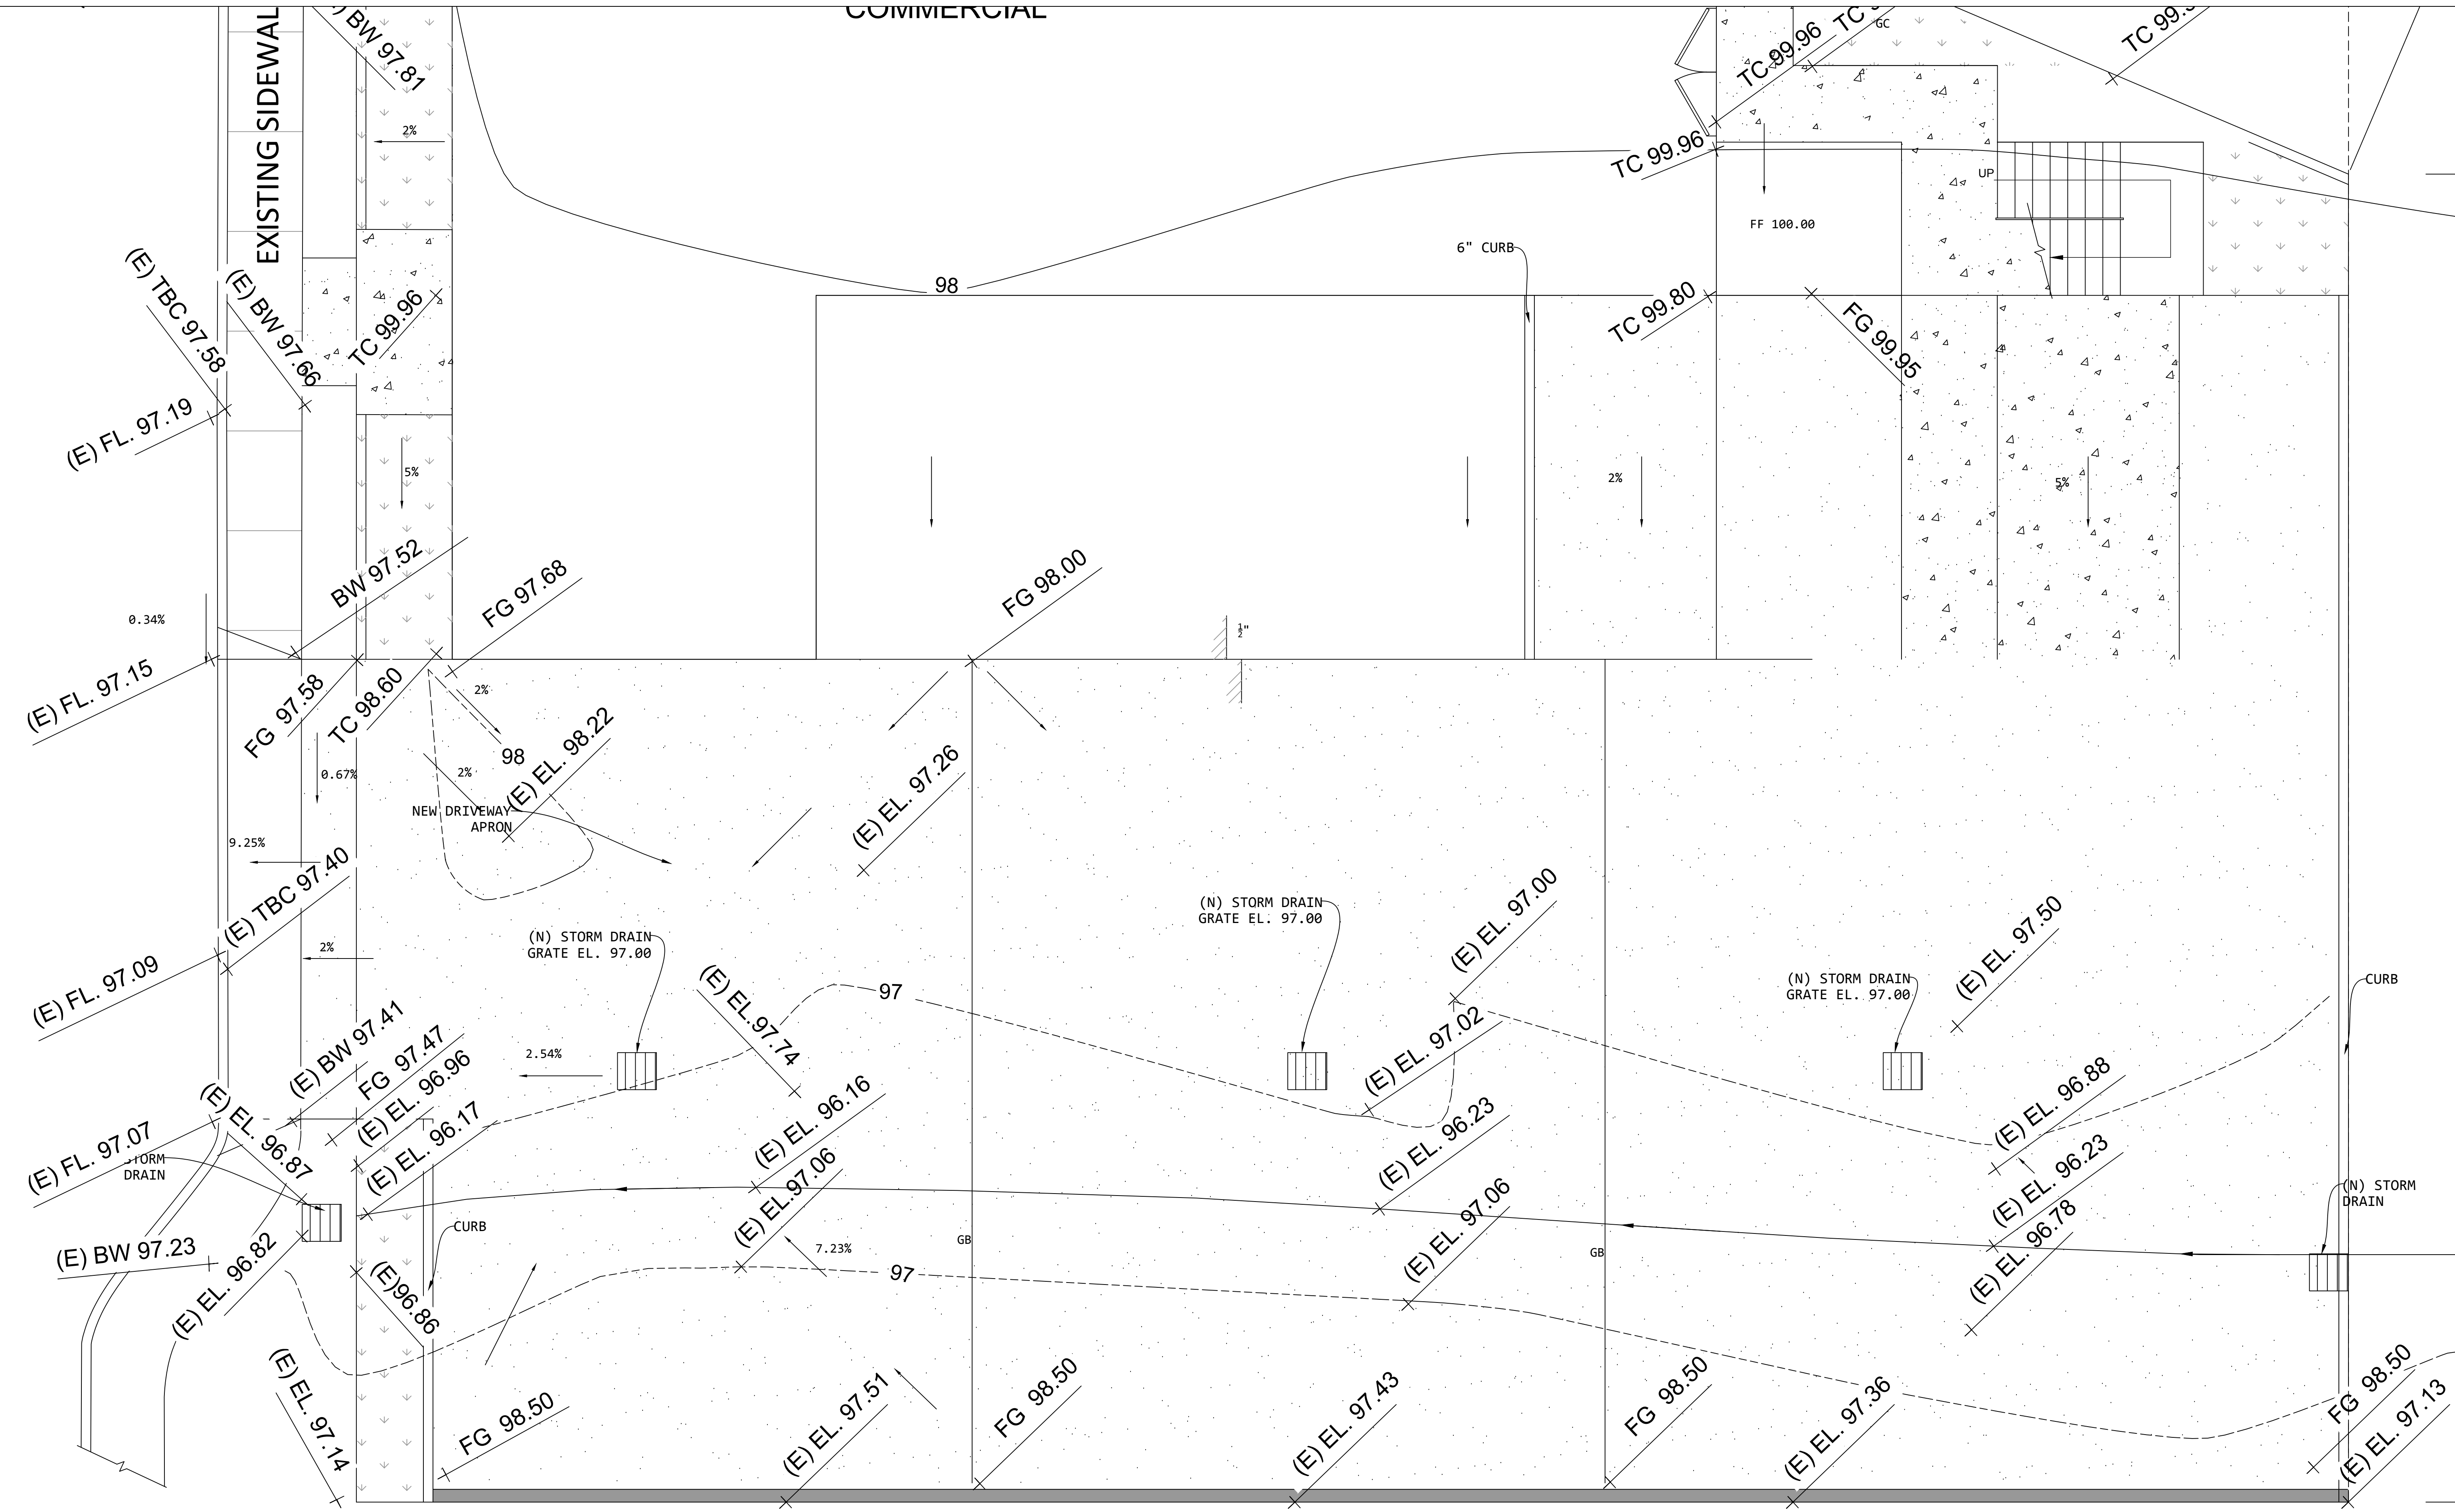 COMMERCIAL
EXISTING SIDEWAL
BW 97.81
2%
TC 99.96
TC 99.96
GC
UP
FF 100.00
6" CURB
98
(E) TBC 97.58
(E) BW 97.66
TC 99.96
(E) FL. 97.19
TC 99.80
FG 99.95
5%
2%
5%
BW 97.52
FG 97.68
FG 98.00
0.34%
1/2"
(E) FL. 97.15
FG 97.58
TC 98.60
2%
98
(E) EL. 98.22
0.67%
2%
NEW DRIVEWAY
APRON
(E) EL. 97.26
9.25%
(E) TBC 97.40
2%
(N) STORM DRAIN
GRATE EL. 97.00
(N) STORM DRAIN
GRATE EL. 97.00
(E) EL. 97.00
(N) STORM DRAIN
GRATE EL. 97.00
(E) EL. 97.50
CURB
(E) FL. 97.09
97
(E) EL.97.74
(E) BW 97.41
FG 97.47
(E) EL. 96.96
2.54%
(E) EL. 97.02
(E) EL. 96.88
(E) EL. 96.87
(E) EL. 96.17
(E) EL. 96.16
(E) EL. 96.23
(E) EL. 96.23
(E) FL. 97.07
STORM
DRAIN
(N) STORM
DRAIN
(E) EL.97.06
(E) EL. 97.06
(E) EL. 96.78
CURB
GB
7.23%
GB
(E) BW 97.23
(E) EL. 96.82
(E)96.86
97
(E) EL. 97.14
FG 98.50
(E) EL. 97.51
FG 98.50
(E) EL. 97.43
FG 98.50
(E) EL. 97.36
FG 98.50
(E) EL. 97.13